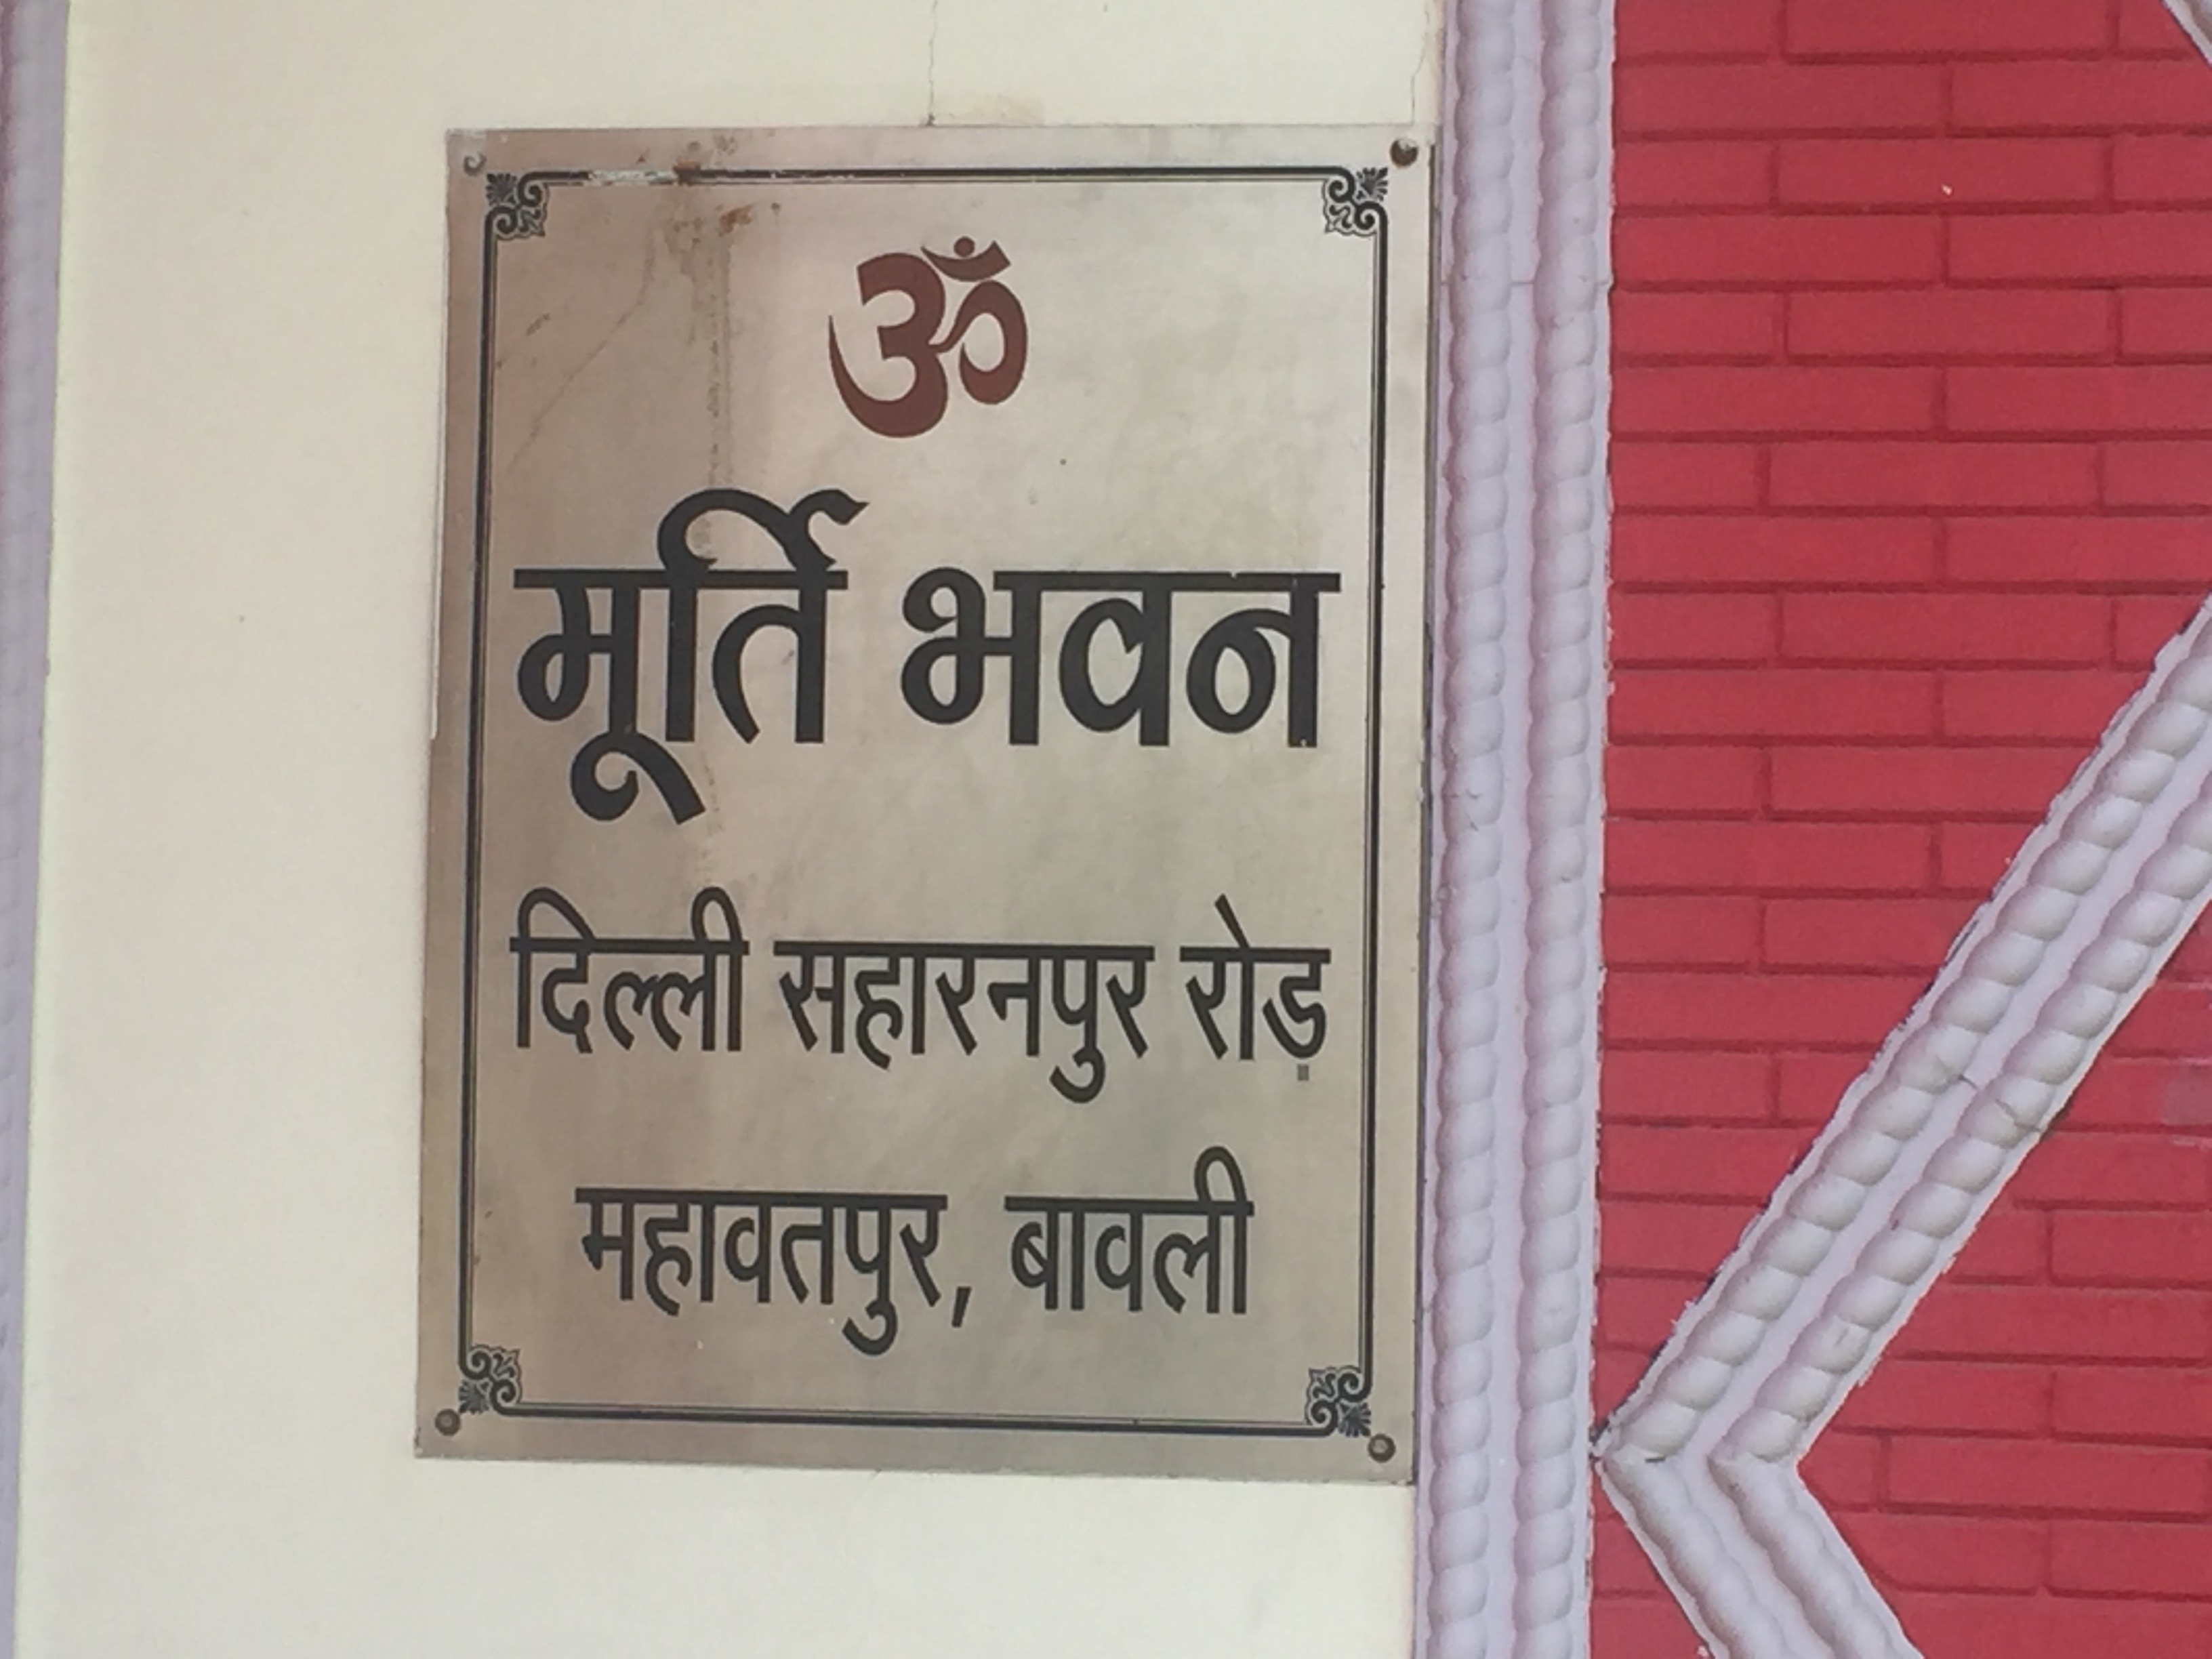 ॐ
मूर्ति भवन
दिल्ली सहारनपुर रोड़
महावतपुर, बावली